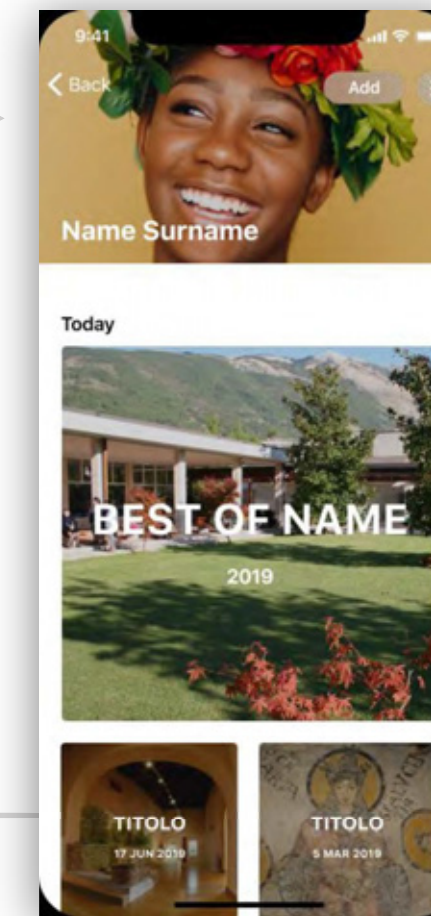 9:41
Back
Add
Name Surname
Today
BEST OF NAME
2019
TITOLO
17 JUN 2019
TITOLO
5 MAR 2019